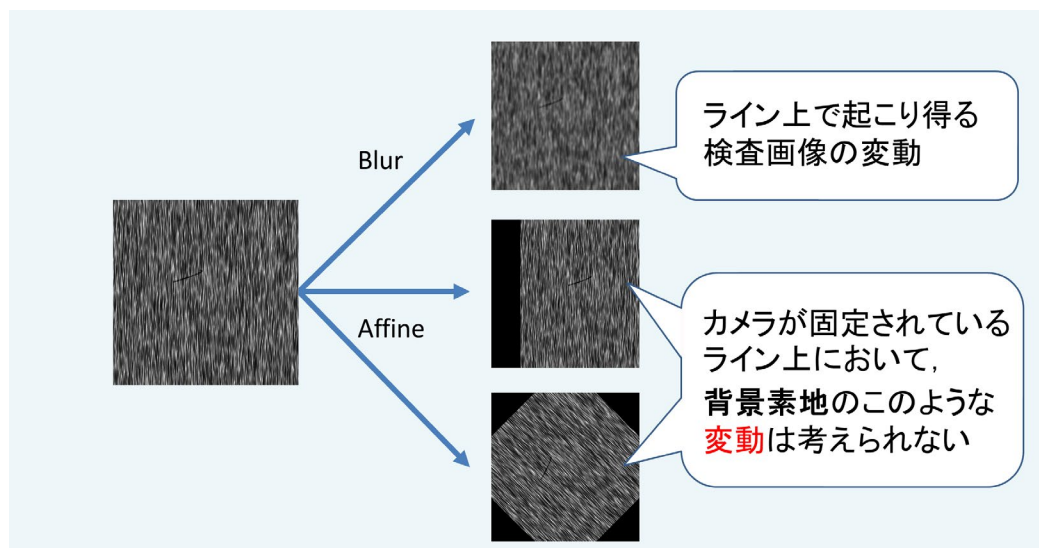 Blur
ライン上で起こり得る
検査画像の変動
Affine
カメラが固定されている
ライン上において,
背景素地のこのような
変動は考えられない